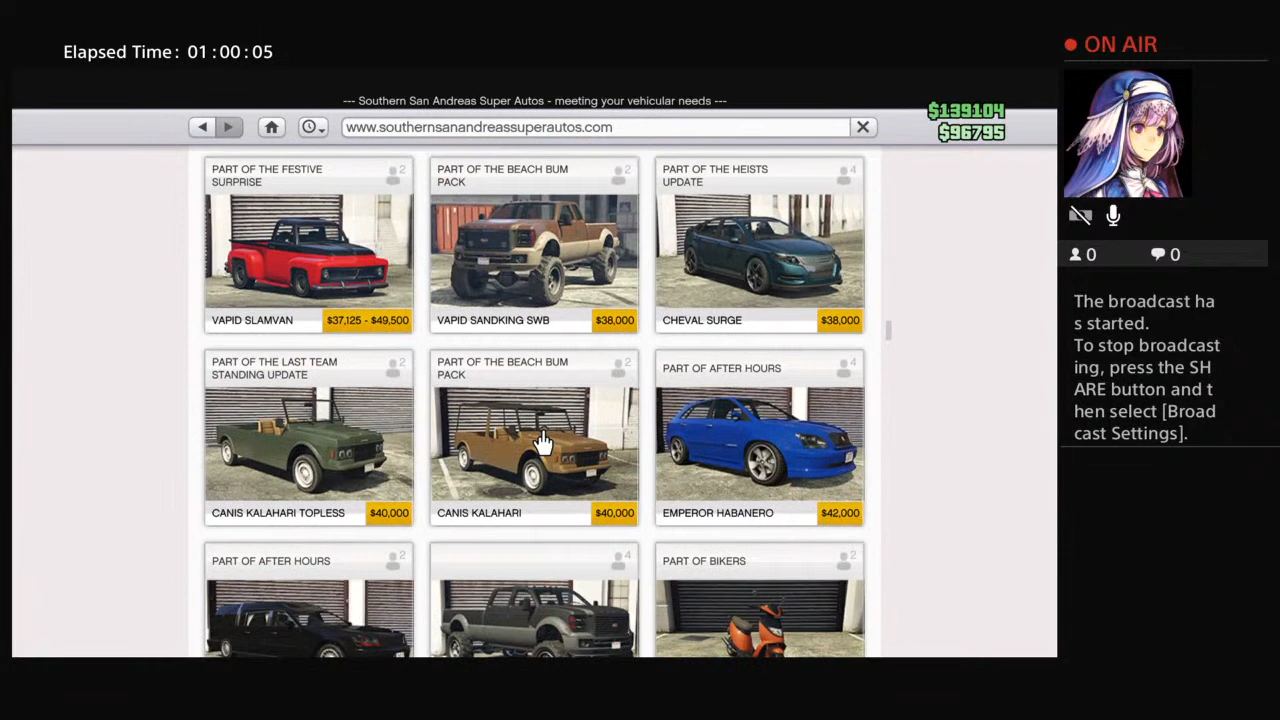 Elapsed Time: 01:00:05
ON AIR
--- Southern San Andreas Super Autos - meeting your vehicular needs ---
www.southernsanandreassuperautos.com
$139104
$96795
PART OF THE FESTIVE
SURPRISE
2
PART OF THE BEACH BUM
PACK
2
PART OF THE HEISTS
UPDATE
4
VAPID SLAMVAN
$37,125 - $49,500
VAPID SANDKING SWB
$38,000
CHEVAL SURGE
$38,000
0
0
The broadcast ha
s started.
To stop broadcast
ing, press the SH
ARE button and t
hen select [Broad
cast Settings].
PART OF THE LAST TEAM
STANDING UPDATE
2
PART OF THE BEACH BUM
PACK
2
PART OF AFTER HOURS
4
CANIS KALAHARI TOPLESS
$40,000
CANIS KALAHARI
$40,000
EMPEROR HABANERO
$42,000
PART OF AFTER HOURS
2
4
PART OF BIKERS
2